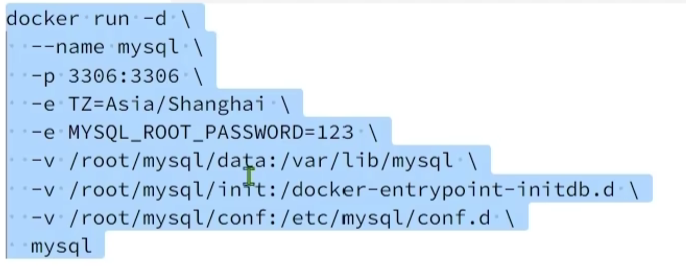 docker run -d \
  --name mysql \
  -p 3306:3306 \
  -e TZ=Asia/Shanghai \
  -e MYSQL_ROOT_PASSWORD=123 \
  -v /root/mysql/data:/var/lib/mysql \
  -v /root/mysql/init:/docker-entrypoint-initdb.d \
  -v /root/mysql/conf:/etc/mysql/conf.d \
  mysql